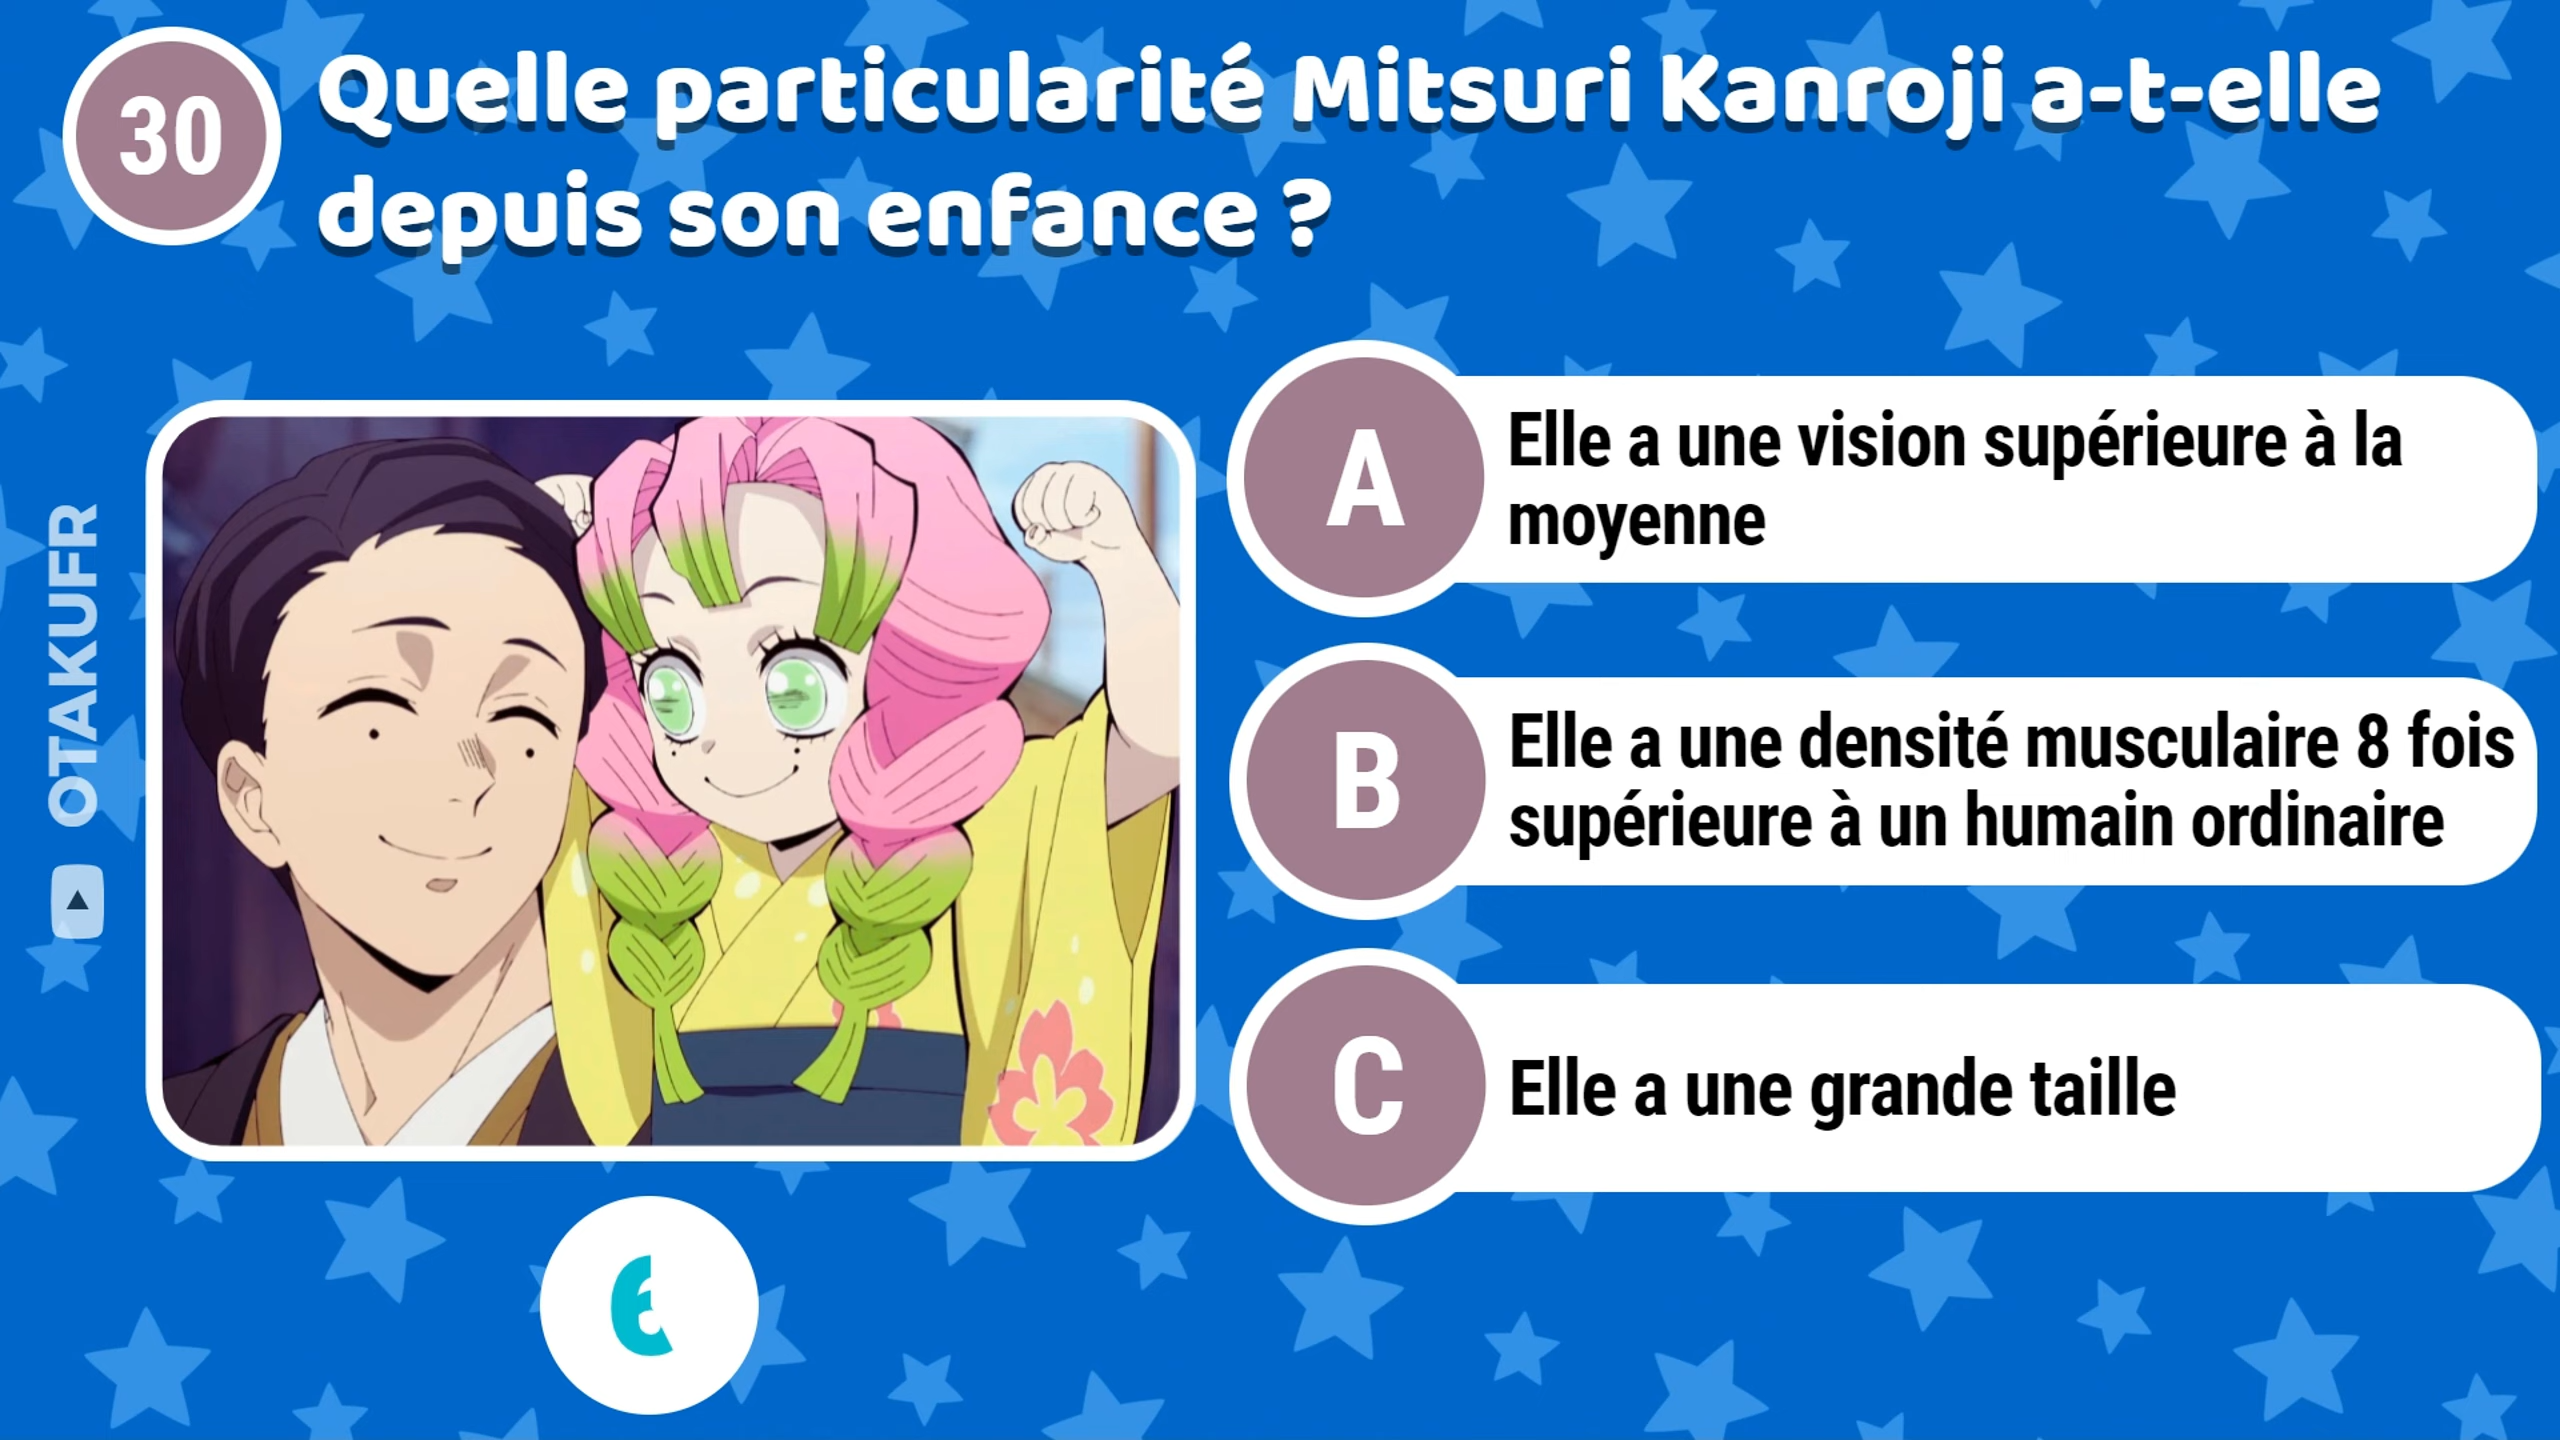 30
Quelle particularité Mitsuri Kanroji a-t-elle
depuis son enfance ?
OTAKUFR
A
Elle a une vision supérieure à la
moyenne
B
Elle a une densité musculaire 8 fois
supérieure à un humain ordinaire
C
Elle a une grande taille